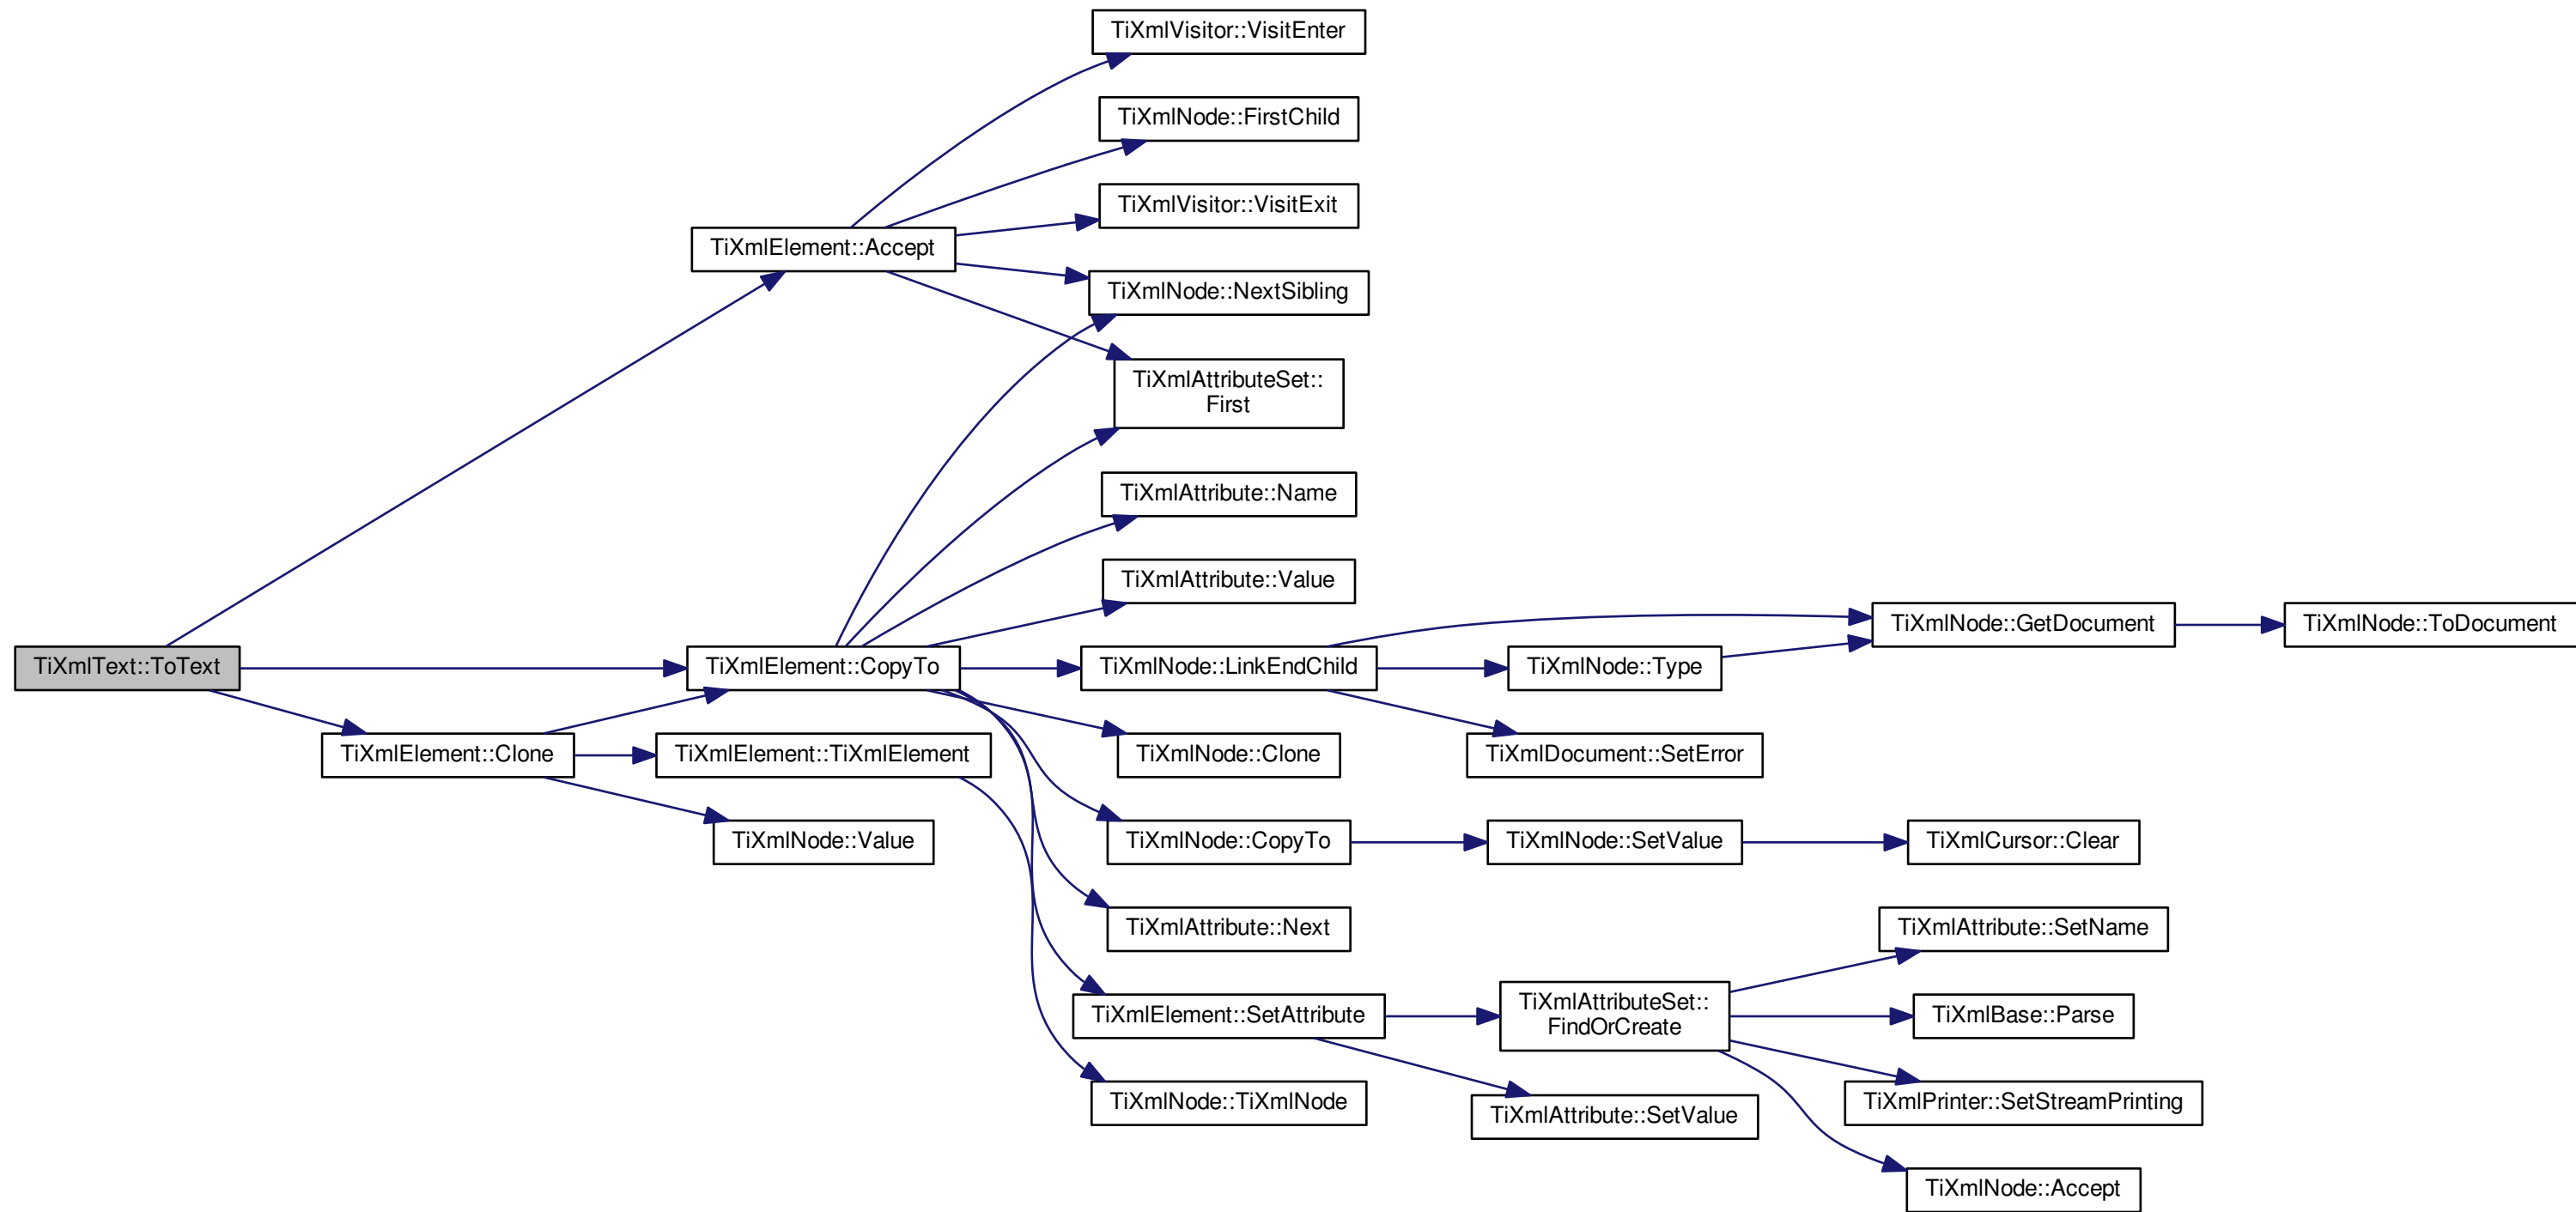 TiXmlVisitor::VisitEnter
TiXmlNode::FirstChild
TiXmlVisitor::VisitExit
TiXmlElement::Accept
TiXmlNode::NextSibling
TiXmlAttributeSet::
First
TiXmlAttribute::Name
TiXmlAttribute::Value
TiXmlNode::GetDocument
TiXmlNode::ToDocument
TiXmlText::ToText
TiXmlElement::CopyTo
TiXmlNode::LinkEndChild
TiXmlNode::Type
TiXmlElement::Clone
TiXmlElement::TiXmlElement
TiXmlNode::Clone
TiXmlDocument::SetError
TiXmlNode::Value
TiXmlNode::CopyTo
TiXmlNode::SetValue
TiXmlCursor::Clear
TiXmlAttribute::Next
TiXmlAttribute::SetName
TiXmlElement::SetAttribute
TiXmlAttributeSet::
FindOrCreate
TiXmlBase::Parse
TiXmlNode::TiXmlNode
TiXmlAttribute::SetValue
TiXmlPrinter::SetStreamPrinting
TiXmlNode::Accept